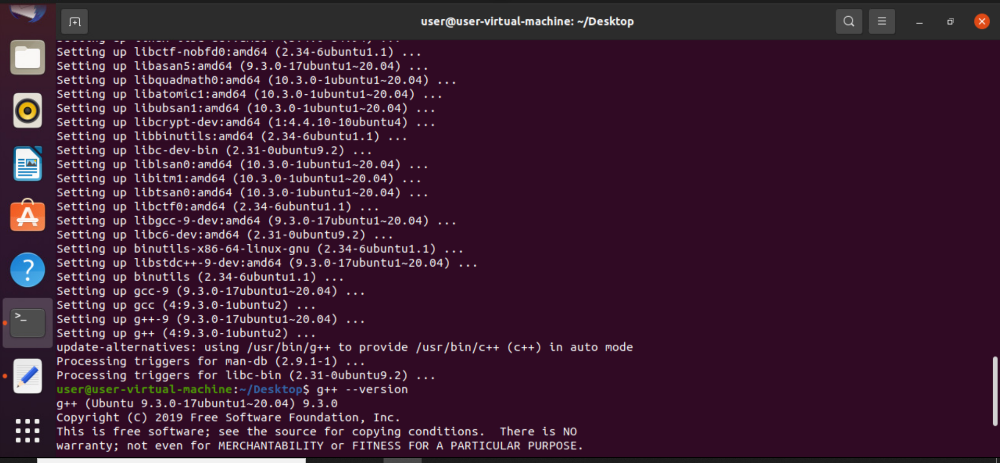 user@user-virtual-machine: ~/Desktop
Setting up libctf-nobfd0:amd64 (2.34-6ubuntu1.1) ...
Setting up libasan5:amd64 (9.3.0-17ubuntu1~20.04) ...
Setting up libquadmath0:amd64 (10.3.0-1ubuntu1~20.04) ...
Setting up libatomic1:amd64 (10.3.0-1ubuntu1~20.04) ...
Setting up libubsan1:amd64 (10.3.0-1ubuntu1~20.04) ...
Setting up libcrypt-dev:amd64 (1:4.4.10-10ubuntu4) ...
Setting up libbinutils:amd64 (2.34-6ubuntu1.1) ...
Setting up libc-dev-bin (2.31-0ubuntu9.2) ...
Setting up liblsan0:amd64 (10.3.0-1ubuntu1~20.04) ...
Setting up libitm1:amd64 (10.3.0-1ubuntu1~20.04) ...
Setting up libtsan0:amd64 (10.3.0-1ubuntu1~20.04) ...
Setting up libctf0:amd64 (2.34-6ubuntu1.1) ...
Setting up libgcc-9-dev:amd64 (9.3.0-17ubuntu1~20.04) ...
Setting up libc6-dev:amd64 (2.31-0ubuntu9.2) ...
Setting up binutils-x86-64-linux-gnu (2.34-6ubuntu1.1) ...
Setting up libstdc++-9-dev:amd64 (9.3.0-17ubuntu1~20.04) ...
Setting up binutils (2.34-6ubuntu1.1) ...
Setting up gcc-9 (9.3.0-17ubuntu1~20.04) ...
Setting up gcc (4:9.3.0-1ubuntu2) ...
Setting up g++-9 (9.3.0-17ubuntu1~20.04) ...
Setting up g++ (4:9.3.0-1ubuntu2) ...
update-alternatives: using /usr/bin/g++ to provide /usr/bin/c++ (c++) in auto mode
Processing triggers for man-db (2.9.1-1) ...
Processing triggers for libc-bin (2.31-0ubuntu9.2) ...
user@user-virtual-machine:~/Desktop$ g++ --version
g++ (Ubuntu 9.3.0-17ubuntu1~20.04) 9.3.0
Copyright (C) 2019 Free Software Foundation, Inc.
This is free software; see the source for copying conditions.  There is NO
warranty; not even for MERCHANTABILITY or FITNESS FOR A PARTICULAR PURPOSE.